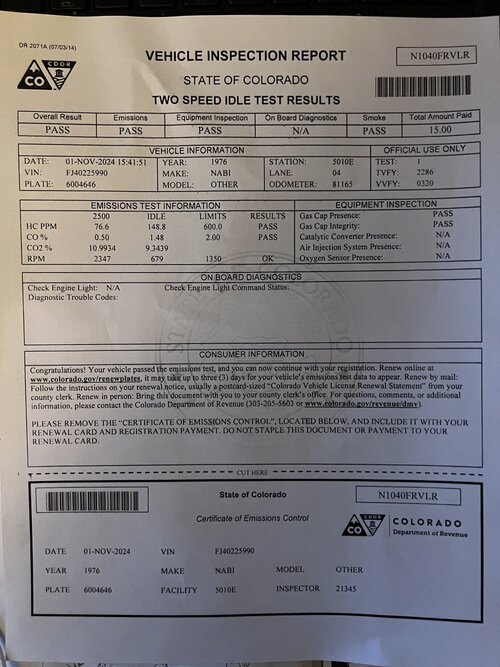 DR 2071A (07/03/14)
VEHICLE INSPECTION REPORT
N1040FRVLR
CO CDOR
STATE OF COLORADO
TWO SPEED IDLE TEST RESULTS
Overall Result Emissions Equipment Inspection On Board Diagnostics Smoke Total Amount Paid
PASS PASS PASS N/A PASS 15.00
VEHICLE INFORMATION OFFICIAL USE ONLY
DATE: 01-NOV-2024 15:41:51 YEAR: 1976 STATION: 5010E TEST: 1
VIN: FJ40225990 MAKE: NABI LANE: 04 TVFY: 2286
PLATE: 6004646 MODEL: OTHER ODOMETER: 81165 VVFY: 0320
EMISSIONS TEST INFORMATION EQUIPMENT INSPECTION
2500 IDLE LIMITS RESULTS Gas Cap Presence: PASS
HC PPM 76.6 148.8 600.0 PASS Gas Cap Integrity: PASS
CO % 0.50 1.48 2.00 PASS Catalytic Converter Presence: N/A
CO2 % 10.9934 9.3439 Air Injection System Presence: N/A
RPM 2347 679 1350 OK Oxygen Sensor Presence: N/A
ON BOARD DIAGNOSTICS
Check Engine Light: N/A Check Engine Light Command Status:
Diagnostic Trouble Codes:
CONSUMER INFORMATION
Congratulations! Your vehicle passed the emissions test, and you can now continue with your registration. Renew online at
www.colorado.gov/renewplates, it may take up to three (3) days for your vehicle's emissions test data to appear. Renew by mail:
Follow the instructions on your renewal notice, usually a postcard-sized "Colorado Vehicle License Renewal Statement" from your
county clerk. Renew in Person: Bring this document with you to your county clerk's office. For questions, comments, or additional
information, please contact the Colorado Department of Revenue (303-205-5603 or www.colorado.gov/revenue/dmv).
PLEASE REMOVE THE "CERTIFICATE OF EMISSIONS CONTROL", LOCATED BELOW, AND INCLUDE IT WITH YOUR
RENEWAL CARD AND REGISTRATION PAYMENT. DO NOT STAPLE THIS DOCUMENT OR PAYMENT TO YOUR
RENEWAL CARD.
CUT HERE
State of Colorado
N1040FRVLR
Certificate of Emissions Control
CO CDOR COLORADO
Department of Revenue
DATE 01-NOV-2024 VIN FJ40225990
YEAR 1976 MAKE NABI MODEL OTHER
PLATE 6004646 FACILITY 5010E INSPECTOR 21345